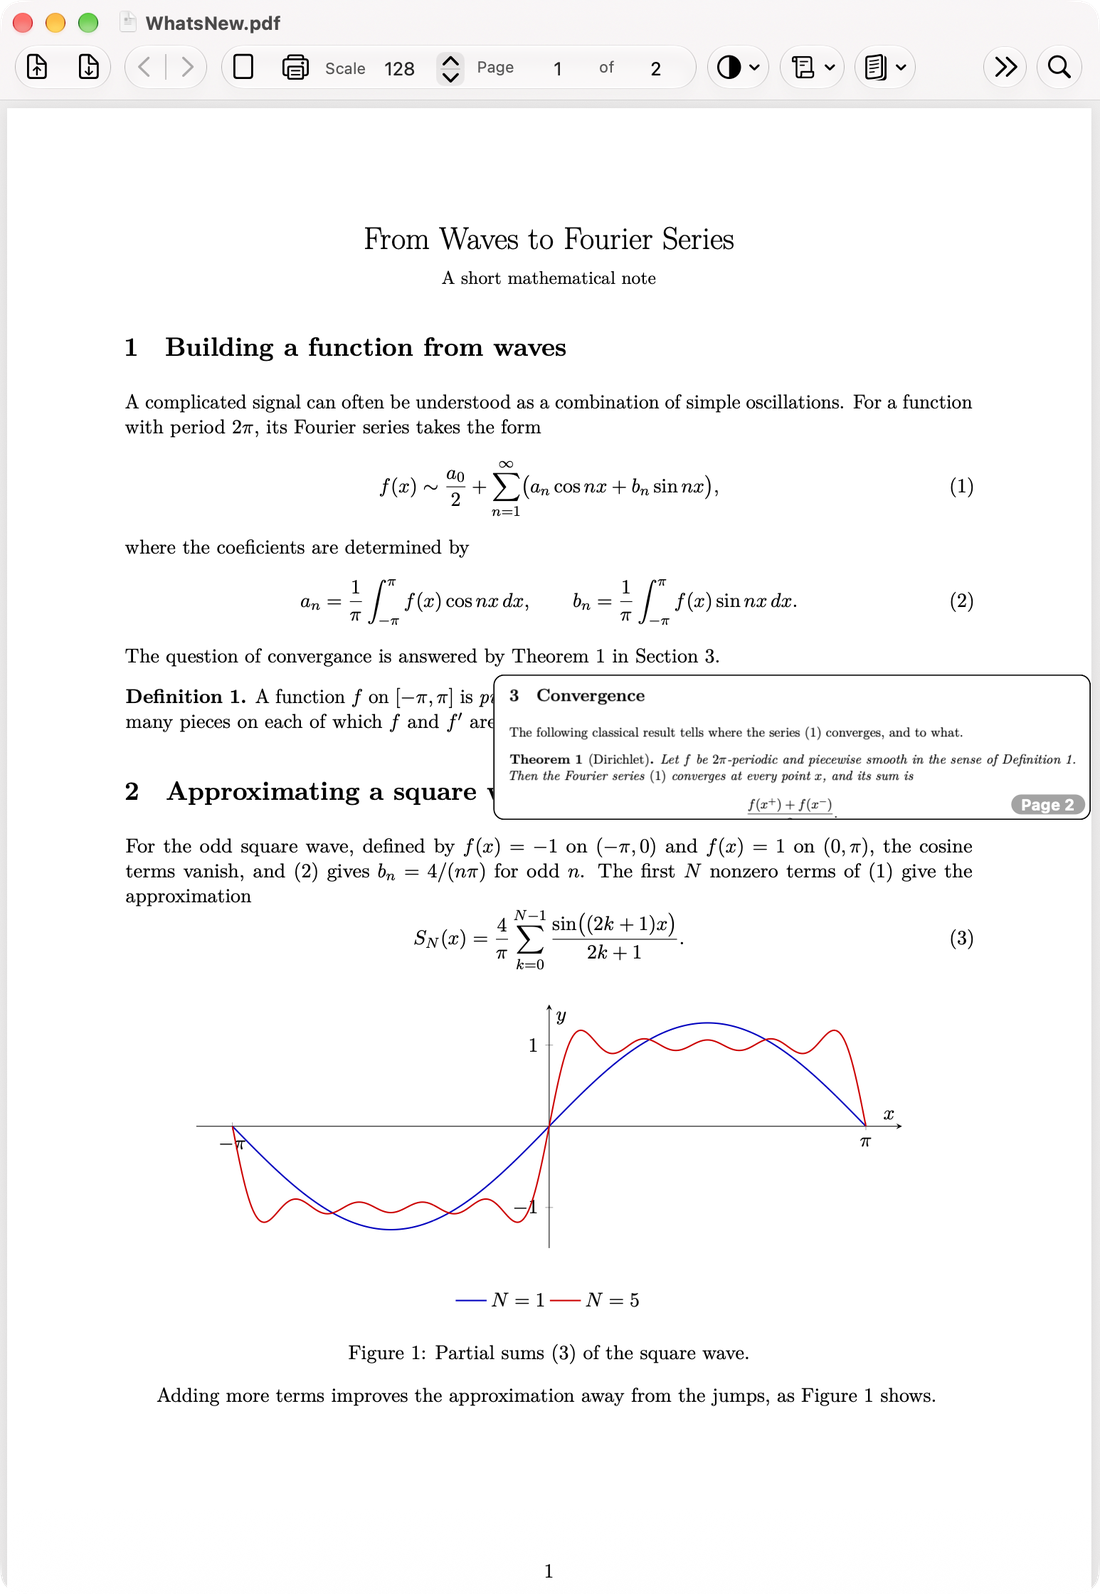 WhatsNew.pdf
Scale 128 Page 1 of 2
From Waves to Fourier Series
A short mathematical note
1 Building a function from waves
A complicated signal can often be understood as a combination of simple oscillations. For a function
with period 2π, its Fourier series takes the form
f(x) ∼ a₀/2 + ∑_{n=1}^{∞} (aₙ cos nx + bₙ sin nx), (1)
where the coeficients are determined by
aₙ = 1/π ∫_{−π}^{π} f(x) cos nx dx, bₙ = 1/π ∫_{−π}^{π} f(x) sin nx dx. (2)
The question of convergance is answered by Theorem 1 in Section 3.
Definition 1. A function f on [−π, π] is
many pieces on each of which f and f′ are
3 Convergence
The following classical result tells where the series (1) converges, and to what.
Theorem 1 (Dirichlet). Let f be 2π-periodic and piecewise smooth in the sense of Definition 1.
Then the Fourier series (1) converges at every point x, and its sum is
f(x⁺) + f(x⁻)
Page 2
2 Approximating a square
For the odd square wave, defined by f(x) = −1 on (−π, 0) and f(x) = 1 on (0, π), the cosine
terms vanish, and (2) gives bₙ = 4/(nπ) for odd n. The first N nonzero terms of (1) give the
approximation
S_N(x) = 4/π ∑_{k=0}^{N−1} sin((2k + 1)x)/(2k + 1). (3)
y
1
x
−π
π
−1
N = 1 N = 5
Figure 1: Partial sums (3) of the square wave.
Adding more terms improves the approximation away from the jumps, as Figure 1 shows.
1